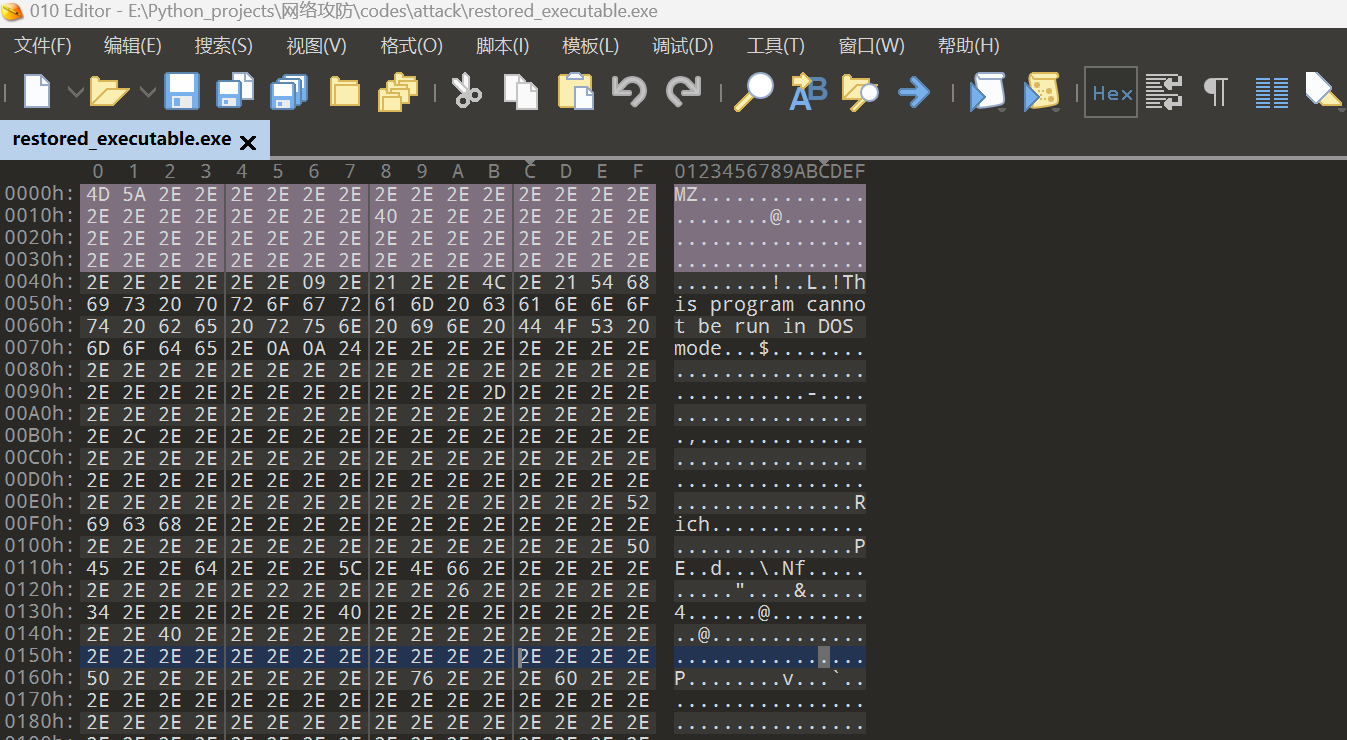 010 Editor - E:\Python_projects\网络攻防\codes\attack\restored_executable.exe
文件(F) 编辑(E) 搜索(S) 视图(V) 格式(O) 脚本(I) 模板(L) 调试(D) 工具(T) 窗口(W) 帮助(H)
Hex
restored_executable.exe
0 1 2 3 4 5 6 7 8 9 A B C D E F 0123456789ABCDEF
0000h: 4D 5A 2E 2E 2E 2E 2E 2E 2E 2E 2E 2E 2E 2E 2E 2E MZ..............
0010h: 2E 2E 2E 2E 2E 2E 2E 2E 40 2E 2E 2E 2E 2E 2E 2E ........@.......
0020h: 2E 2E 2E 2E 2E 2E 2E 2E 2E 2E 2E 2E 2E 2E 2E 2E ................
0030h: 2E 2E 2E 2E 2E 2E 2E 2E 2E 2E 2E 2E 2E 2E 2E 2E ................
0040h: 2E 2E 2E 2E 2E 2E 09 2E 21 2E 2E 4C 2E 21 54 68 ........!..L.!Th
0050h: 69 73 20 70 72 6F 67 72 61 6D 20 63 61 6E 6E 6F is program canno
0060h: 74 20 62 65 20 72 75 6E 20 69 6E 20 44 4F 53 20 t be run in DOS
0070h: 6D 6F 64 65 2E 0A 0A 24 2E 2E 2E 2E 2E 2E 2E 2E mode...$........
0080h: 2E 2E 2E 2E 2E 2E 2E 2E 2E 2E 2E 2E 2E 2E 2E 2E ................
0090h: 2E 2E 2E 2E 2E 2E 2E 2E 2E 2E 2E 2D 2E 2E 2E 2E ...........-....
00A0h: 2E 2E 2E 2E 2E 2E 2E 2E 2E 2E 2E 2E 2E 2E 2E 2E ................
00B0h: 2E 2C 2E 2E 2E 2E 2E 2E 2E 2E 2E 2E 2E 2E 2E 2E .,..............
00C0h: 2E 2E 2E 2E 2E 2E 2E 2E 2E 2E 2E 2E 2E 2E 2E 2E ................
00D0h: 2E 2E 2E 2E 2E 2E 2E 2E 2E 2E 2E 2E 2E 2E 2E 2E ................
00E0h: 2E 2E 2E 2E 2E 2E 2E 2E 2E 2E 2E 2E 2E 2E 2E 52 ...............R
00F0h: 69 63 68 2E 2E 2E 2E 2E 2E 2E 2E 2E 2E 2E 2E 2E ich.............
0100h: 2E 2E 2E 2E 2E 2E 2E 2E 2E 2E 2E 2E 2E 2E 2E 50 ...............P
0110h: 45 2E 2E 64 2E 2E 2E 5C 2E 4E 66 2E 2E 2E 2E 2E E..d...\.Nf.....
0120h: 2E 2E 2E 2E 2E 22 2E 2E 2E 2E 26 2E 2E 2E 2E 2E ....."....&.....
0130h: 34 2E 2E 2E 2E 2E 2E 40 2E 2E 2E 2E 2E 2E 2E 2E 4......@........
0140h: 2E 2E 40 2E 2E 2E 2E 2E 2E 2E 2E 2E 2E 2E 2E 2E ..@.............
0150h: 2E 2E 2E 2E 2E 2E 2E 2E 2E 2E 2E 2E 2E 2E 2E 2E ................
0160h: 50 2E 2E 2E 2E 2E 2E 2E 2E 76 2E 2E 2E 60 2E 2E P........v...`..
0170h: 2E 2E 2E 2E 2E 2E 2E 2E 2E 2E 2E 2E 2E 2E 2E 2E ................
0180h: 2E 2E 2E 2E 2E 2E 2E 2E 2E 2E 2E 2E 2E 2E 2E 2E ................